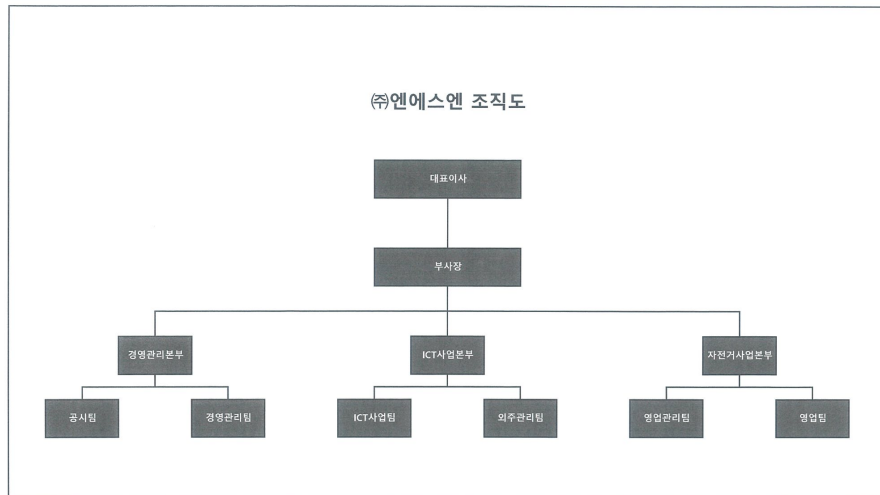 ㈜엔에스엔 조직도
대표이사
부사장
경영관리본부
ICT사업본부
자전거사업본부
공시팀
경영관리팀
ICT사업팀
외주관리팀
영업관리팀
영업팀